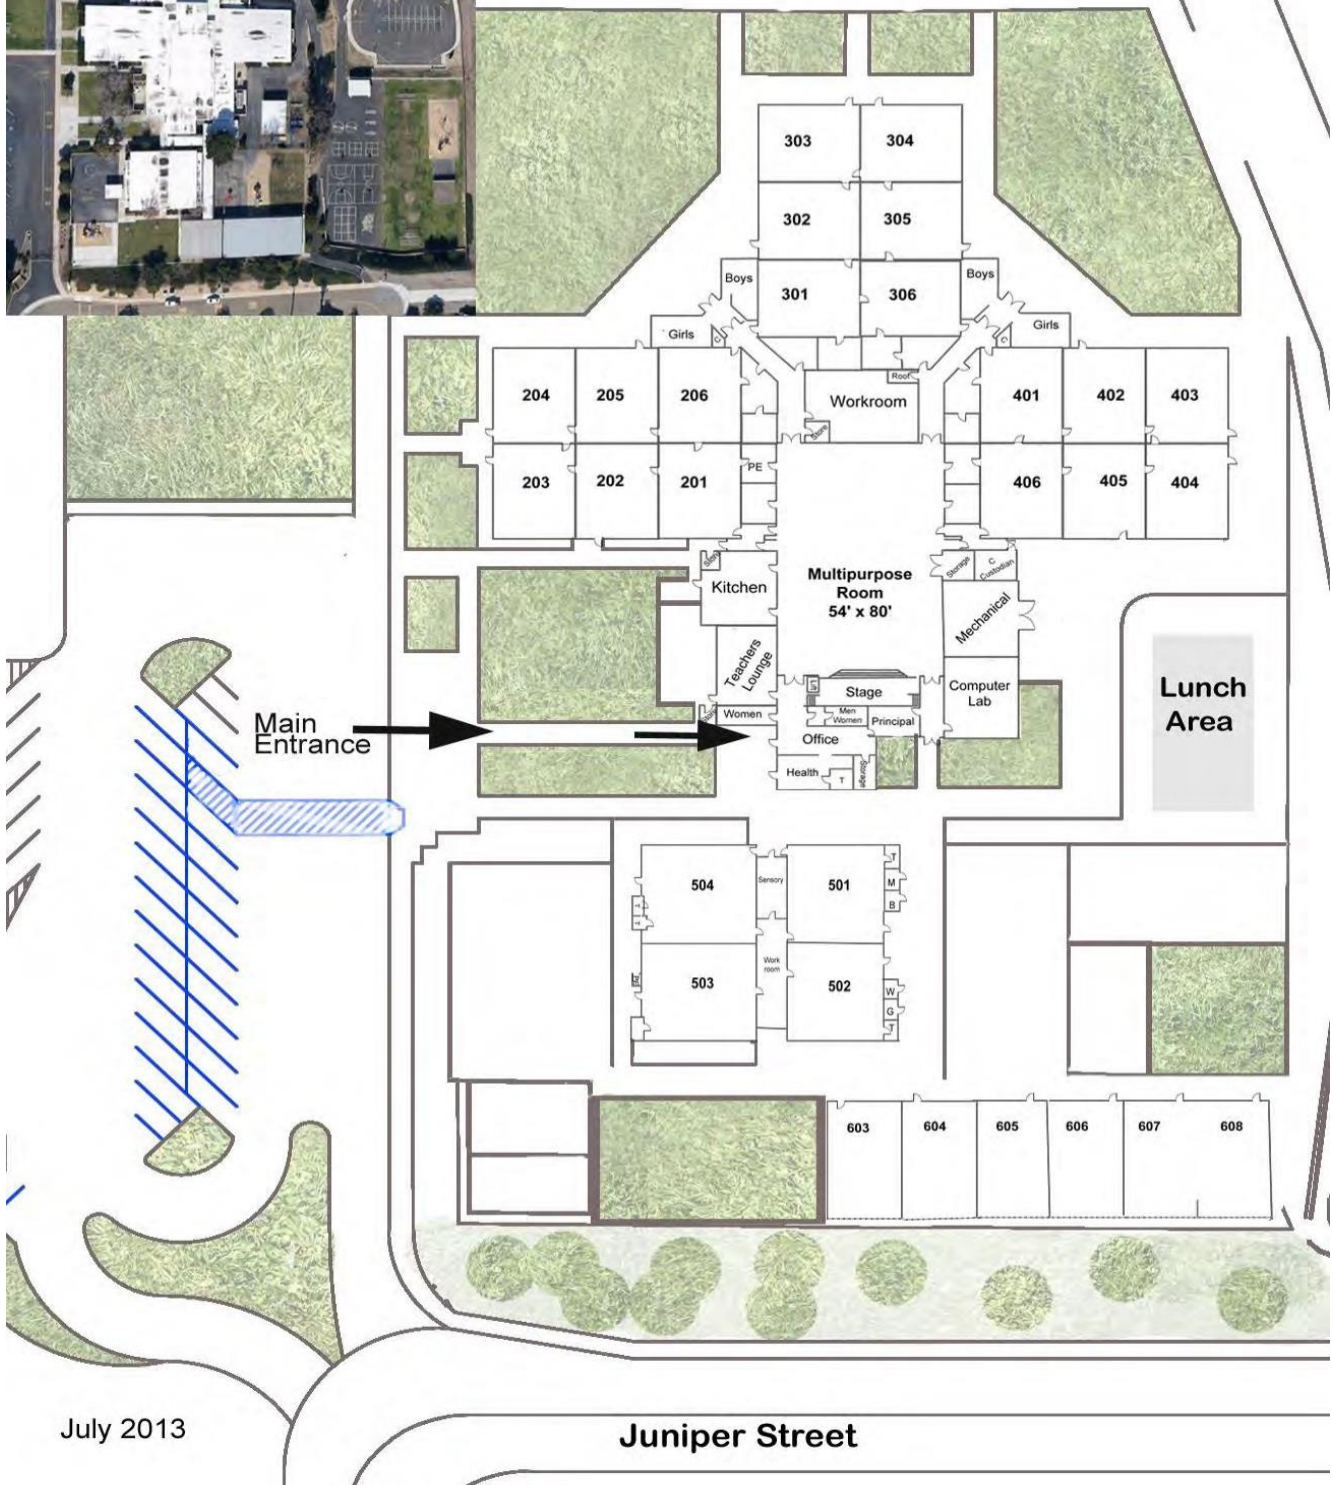 303
304
302
305
Boys
Boys
301
306
Girls
C
C
Girls
Roof
204
205
206
Workroom
401
402
403
Store
PE
203
202
201
406
405
404
Storage
C
Custodian
Kitchen
Multipurpose
Room
54' x 80'
Mechanical
Teachers
Lounge
Lift
Stage
Computer
Lab
Lunch
Area
Women
Men
Women
Principal
Main
Entrance
Office
Health
T
Storage
504
Sensory
501
T
M
B
T
T
503
Work
room
502
W
G
T
603
604
605
606
607
608
July 2013
Juniper Street